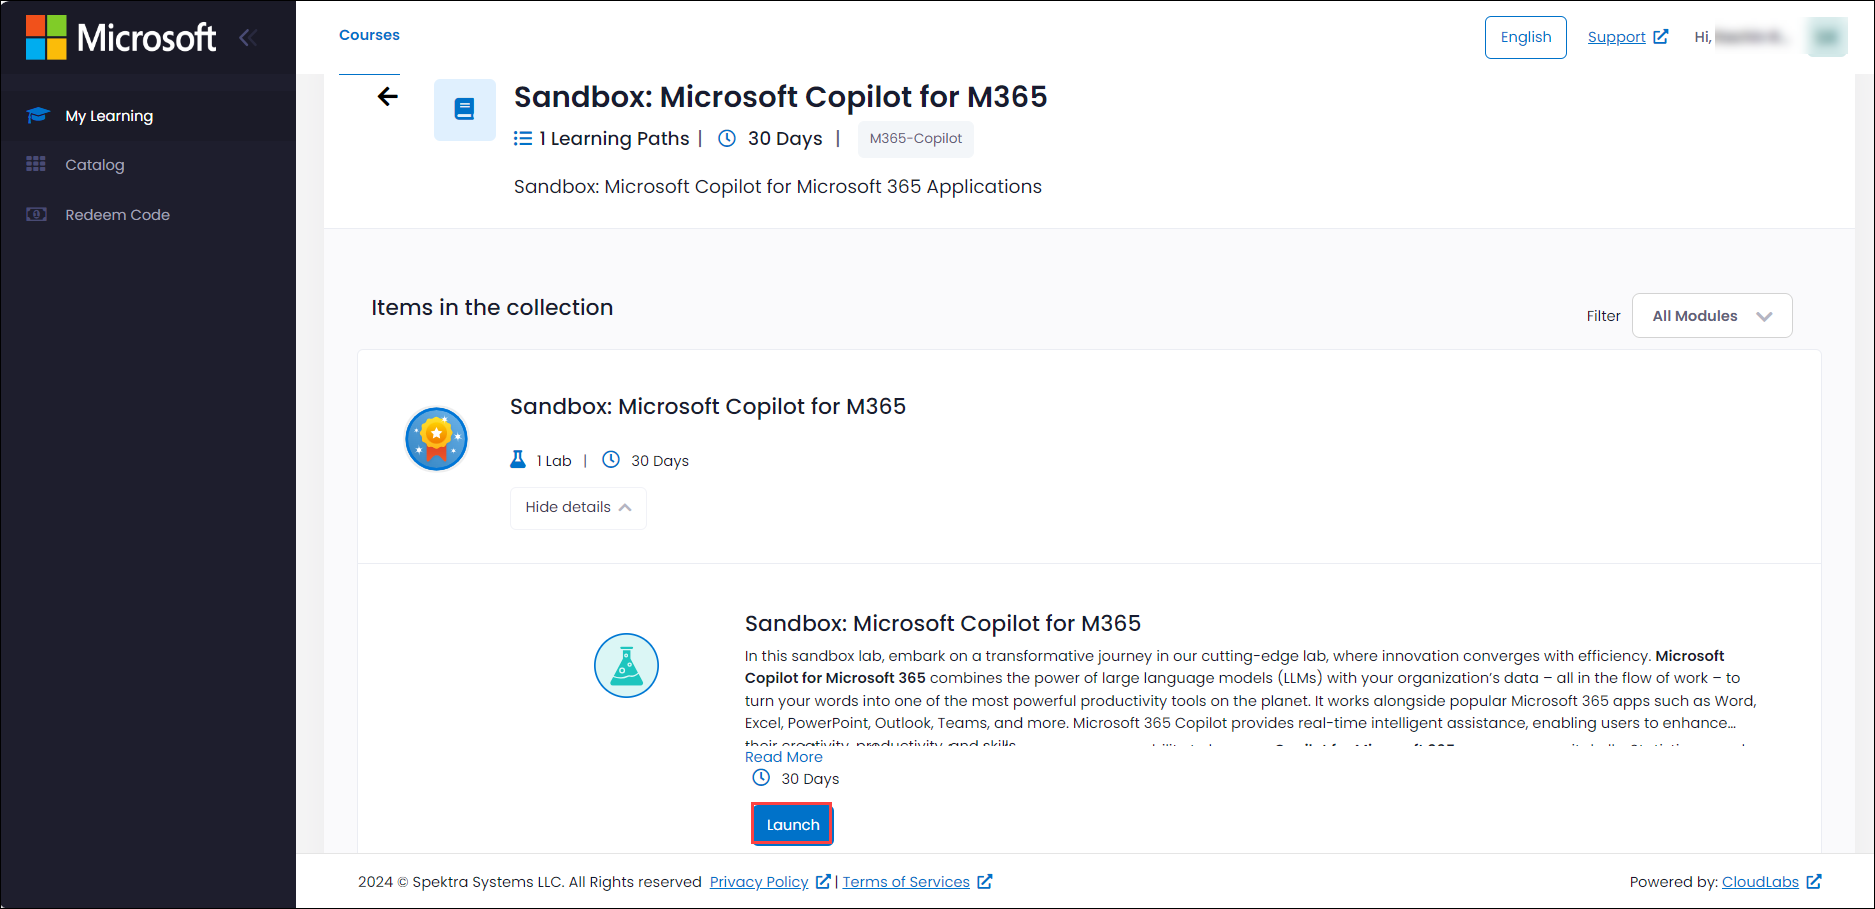 Microsoft
Courses
English
Support
Hi,
My Learning
Catalog
Redeem Code
Sandbox: Microsoft Copilot for M365
1 Learning Paths | 30 Days | M365-Copilot
Sandbox: Microsoft Copilot for Microsoft 365 Applications
Items in the collection
Filter
All Modules
Sandbox: Microsoft Copilot for M365
1 Lab | 30 Days
Hide details
Sandbox: Microsoft Copilot for M365
In this sandbox lab, embark on a transformative journey in our cutting-edge lab, where innovation converges with efficiency. Microsoft
Copilot for Microsoft 365 combines the power of large language models (LLMs) with your organization’s data – all in the flow of work – to
turn your words into one of the most powerful productivity tools on the planet. It works alongside popular Microsoft 365 apps such as Word,
Excel, PowerPoint, Outlook, Teams, and more. Microsoft 365 Copilot provides real-time intelligent assistance, enabling users to enhance...
their creativity, productivity, and skills.
Read More
30 Days
Launch
2024 © Spektra Systems LLC. All Rights reserved Privacy Policy | Terms of Services
Powered by: CloudLabs